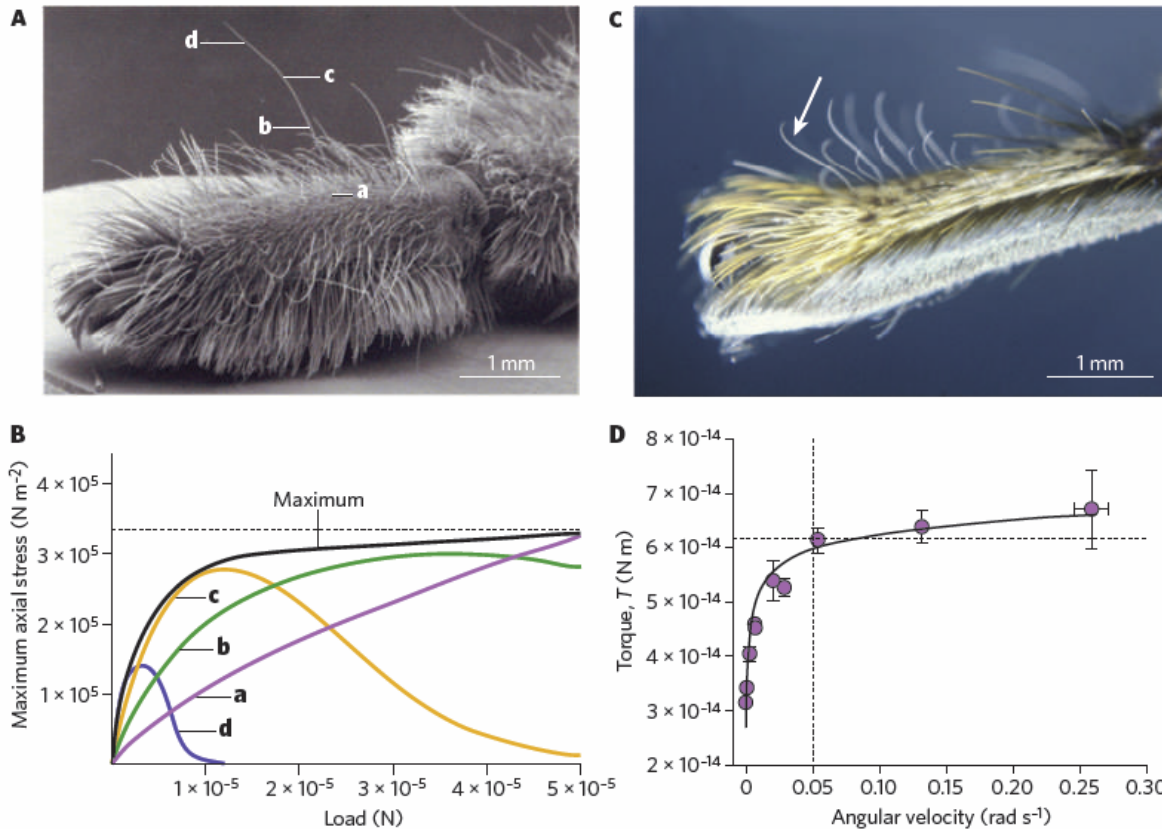 A
d
c
b
a
1 mm
C
1 mm
B
Maximum axial stress (N m⁻²)
4 × 10⁵
3 × 10⁵
2 × 10⁵
1 × 10⁵
Maximum
c
b
a
d
1 × 10⁻⁵
2 × 10⁻⁵
3 × 10⁻⁵
4 × 10⁻⁵
5 × 10⁻⁵
Load (N)
D
Torque, T (N m)
8 × 10⁻¹⁴
7 × 10⁻¹⁴
6 × 10⁻¹⁴
5 × 10⁻¹⁴
4 × 10⁻¹⁴
3 × 10⁻¹⁴
2 × 10⁻¹⁴
0
0.05
0.10
0.15
0.20
0.25
0.30
Angular velocity (rad s⁻¹)